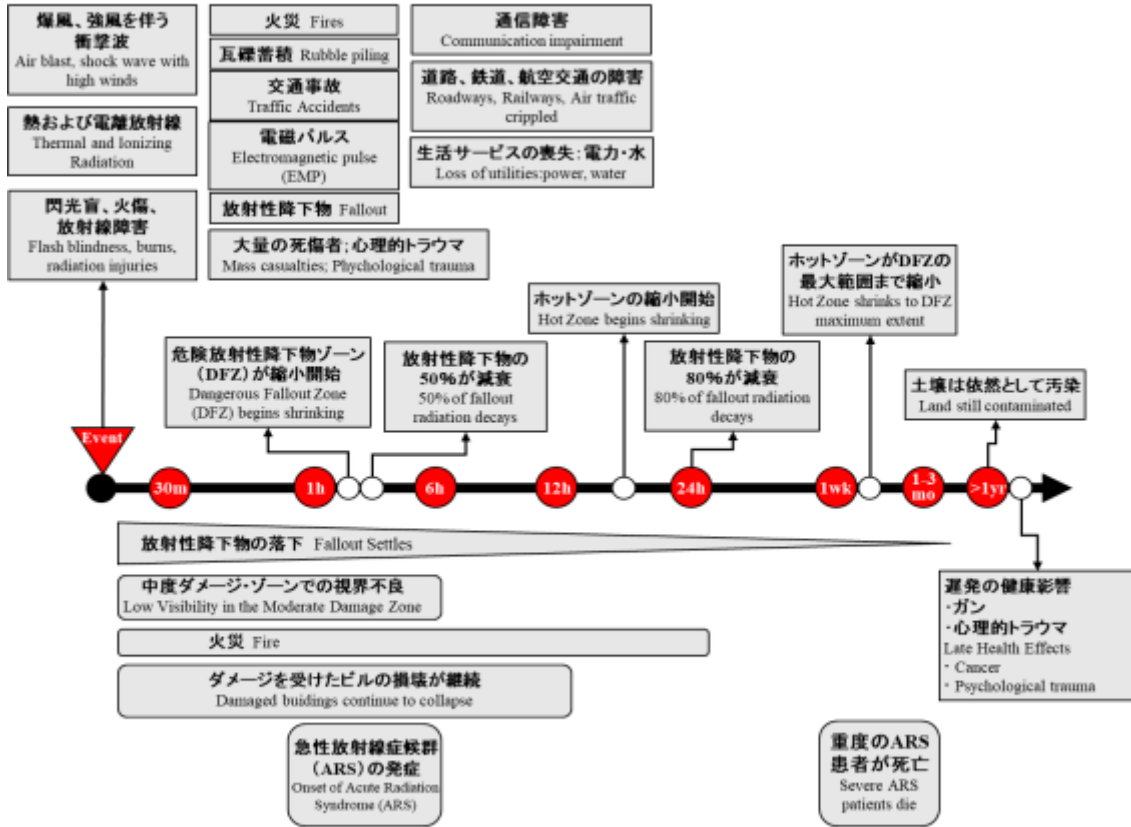 爆風、強風を伴う
衝撃波
Air blast, shock wave with
high winds
熱および電離放射線
Thermal and Ionizing
Radiation
閃光盲、火傷、
放射線障害
Flash blindness, burns,
radiation injuries
火災 Fires
瓦礫蓄積 Rubble piling
交通事故
Traffic Accidents
電磁パルス
Electromagnetic pulse
(EMP)
放射性降下物 Fallout
大量の死傷者；心理的トラウマ
Mass casualties; Phychological trauma
通信障害
Communication impairment
道路、鉄道、航空交通の障害
Roadways, Railways, Air traffic
crippled
生活サービスの喪失：電力・水
Loss of utilities:power, water
危険放射性降下物ゾーン
（DFZ）が縮小開始
Dangerous Fallout Zone
(DFZ) begins shrinking
放射性降下物の
50%が減衰
50% of fallout
radiation decays
ホットゾーンの縮小開始
Hot Zone begins shrinking
放射性降下物の
80%が減衰
80% of fallout radiation
decays
ホットゾーンがDFZの
最大範囲まで縮小
Hot Zone shrinks to DFZ
maximum extent
土壌は依然として汚染
Land still contaminated
Event
30m
1h
6h
12h
24h
1wk
1-3
mo
>1yr
放射性降下物の落下 Fallout Settles
中度ダメージ・ゾーンでの視界不良
Low Visibility in the Moderate Damage Zone
火災 Fire
ダメージを受けたビルの損壊が継続
Damaged buidings continue to collapse
急性放射線症候群
（ARS）の発症
Onset of Acute Radiation
Syndrome (ARS)
重度のARS
患者が死亡
Severe ARS
patients die
遅発の健康影響
・ガン
・心理的トラウマ
Late Health Effects
・ Cancer
・ Psychological trauma